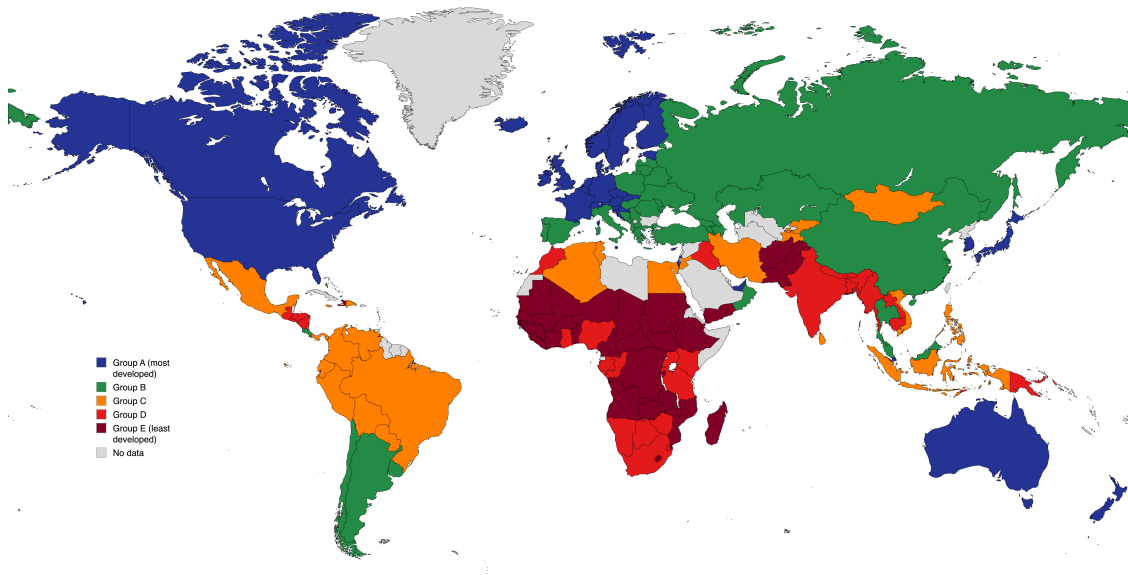 Group A (most
developed)
Group B
Group C
Group D
Group E (least
developed)
No data